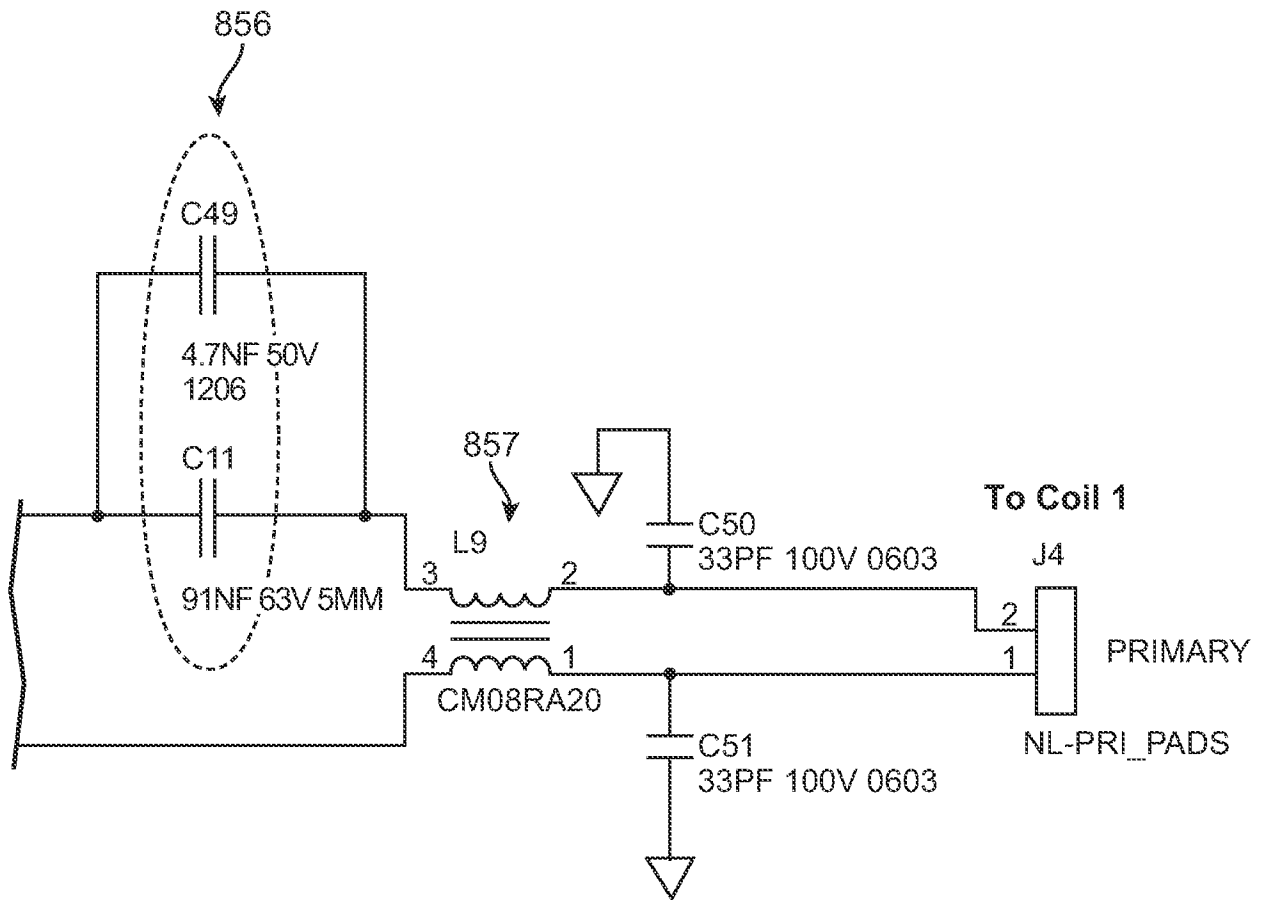 856
C49
4.7NF 50V
1206
C11
91NF 63V 5MM
857
L9
3
2
4
1
CM08RA20
C50
33PF 100V 0603
C51
33PF 100V 0603
To Coil 1
J4
2
1
PRIMARY
NL-PRI_PADS